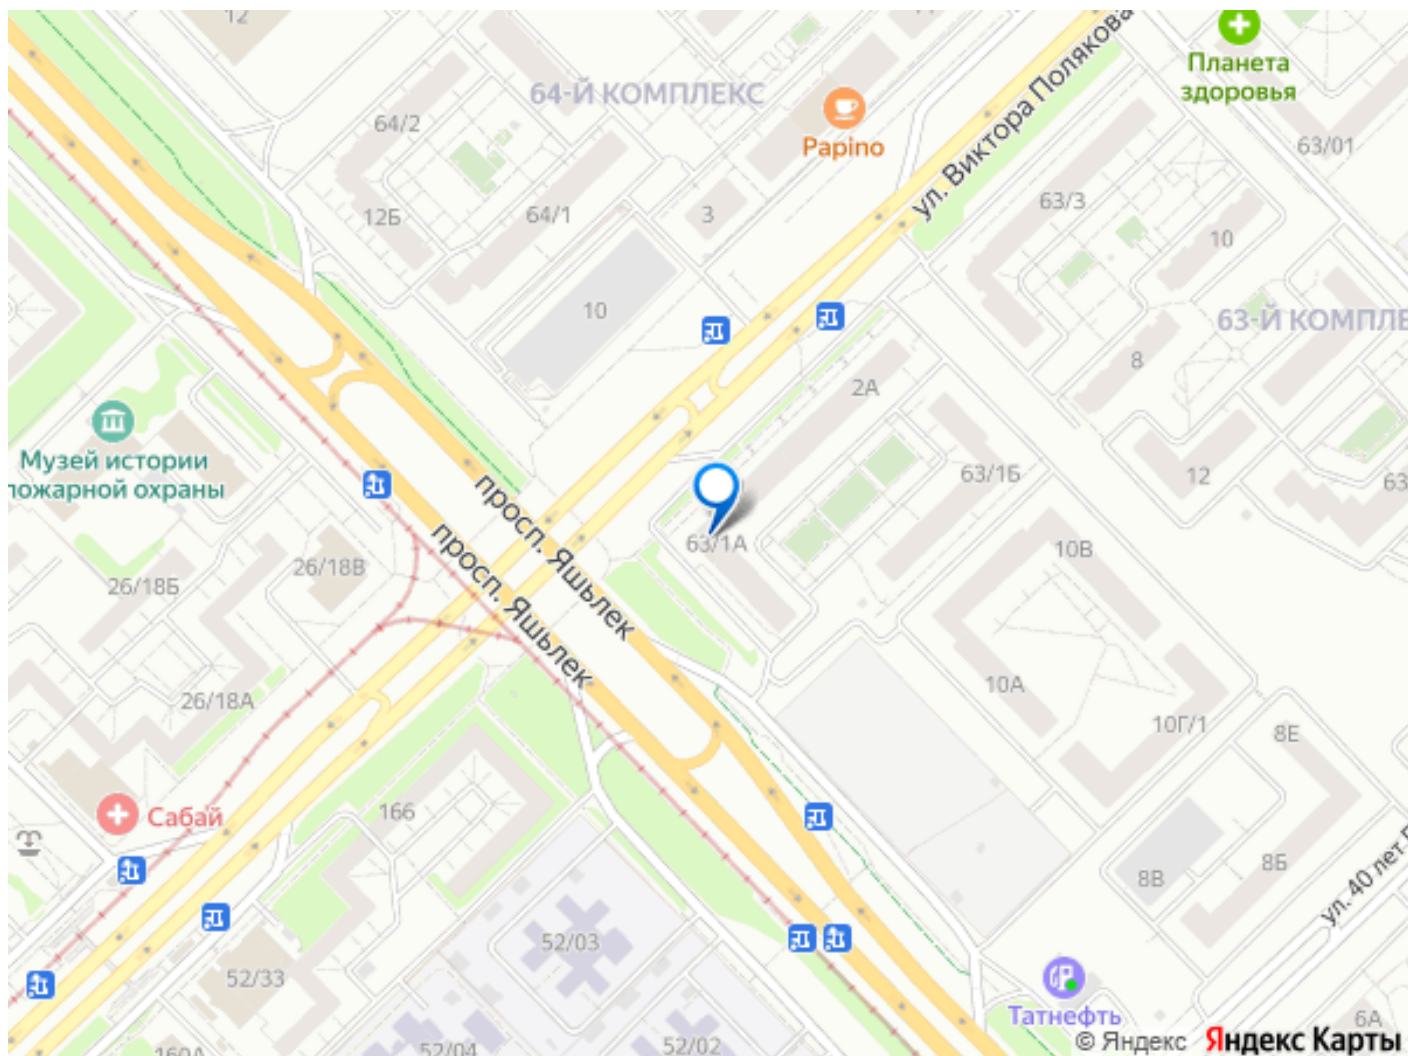 12
64-Й КОМПЛЕКС
ул. Виктора Полякова
Планета
здоровья
64/2
Papino
63/01
12Б
64/1
3
63/3
10
10
63-Й КОМПЛЕ
8
2А
Музей истории
пожарной охраны
просп. Яшьлек
просп. Яшьлек
63/1А
63/1Б
12
63
26/18В
26/18Б
10В
26/18А
10А
10Г/1
8Е
Сабай
166
8В
8Б
ул. 40 лет П
52/03
52/33
Татнефть
6А
160А
52/04
52/02
© Яндекс Яндекс Карты